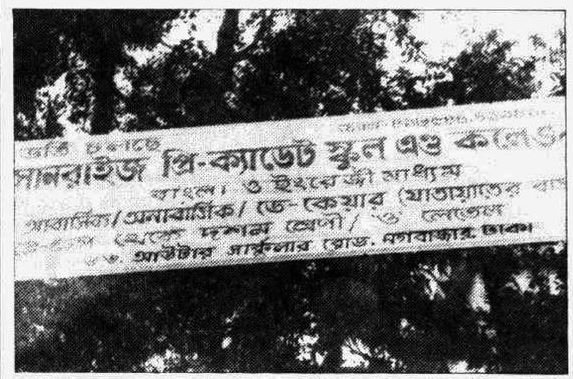 ভর্তি চলছে
সানরাইজ প্রি-ক্যাডেট স্কুল এণ্ড কলেজ
বাংলা ও ইংরেজী মাধ্যম
আবাসিক/অনাবাসিক/ ডে-কেয়ার (যাতায়াতের
থেকে দশম শ্রেণী/ 'ও' লেভেল
আউটার সার্কুলার রোড, মগবাজার, ঢাকা